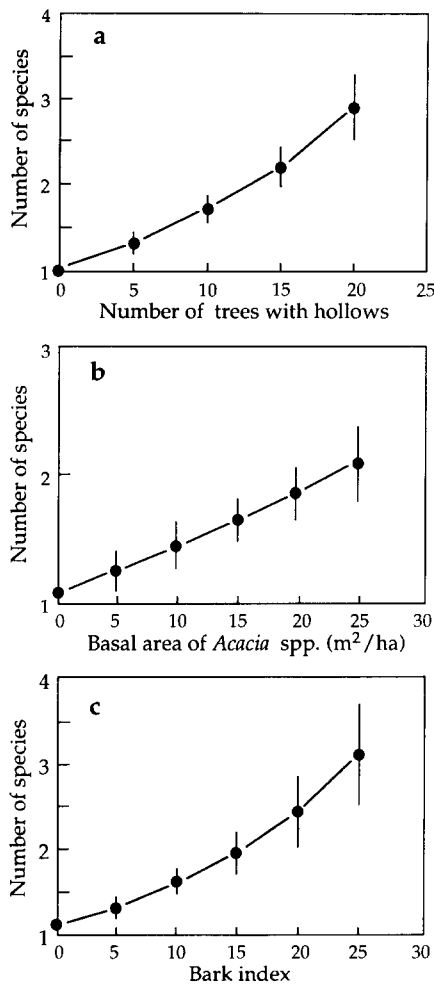 a
Number of species
4
3
2
1
0 5 10 15 20 25
Number of trees with hollows
b
Number of species
3
2
1
0 5 10 15 20 25 30
Basal area of Acacia spp. (m²/ha)
c
Number of species
4
3
2
1
0 5 10 15 20 25 30
Bark index